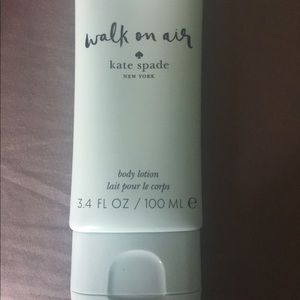 walk on air
kate spade
NEW YORK
body lotion
lait pour le corps
3.4 FL OZ / 100 ML ℮